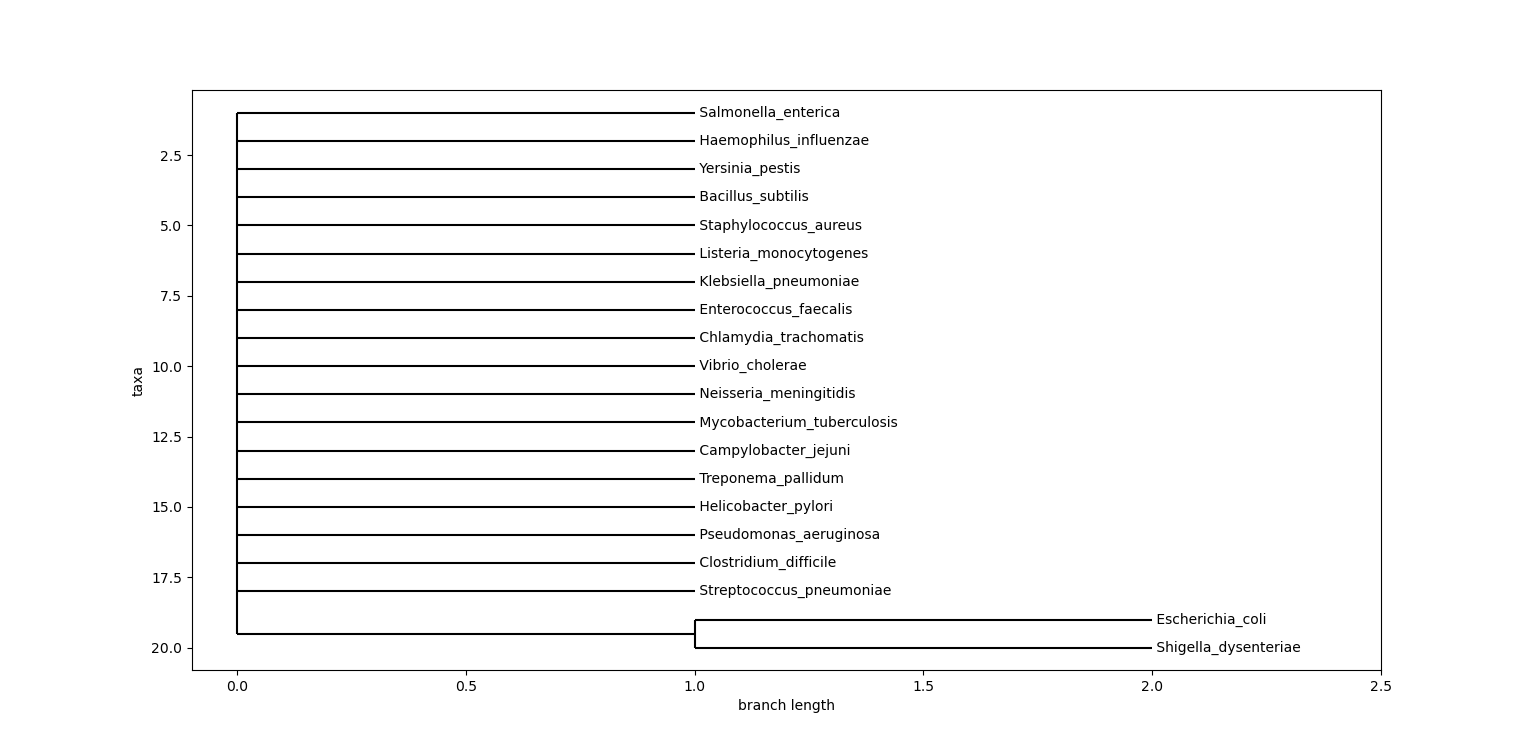 Salmonella_enterica
Haemophilus_influenzae
2.5
Yersinia_pestis
Bacillus_subtilis
5.0
Staphylococcus_aureus
Listeria_monocytogenes
Klebsiella_pneumoniae
7.5
Enterococcus_faecalis
Chlamydia_trachomatis
10.0
Vibrio_cholerae
taxa
Neisseria_meningitidis
Mycobacterium_tuberculosis
12.5
Campylobacter_jejuni
Treponema_pallidum
15.0
Helicobacter_pylori
Pseudomonas_aeruginosa
Clostridium_difficile
17.5
Streptococcus_pneumoniae
Escherichia_coli
20.0
Shigella_dysenteriae
0.0 0.5 1.0 1.5 2.0 2.5
branch length